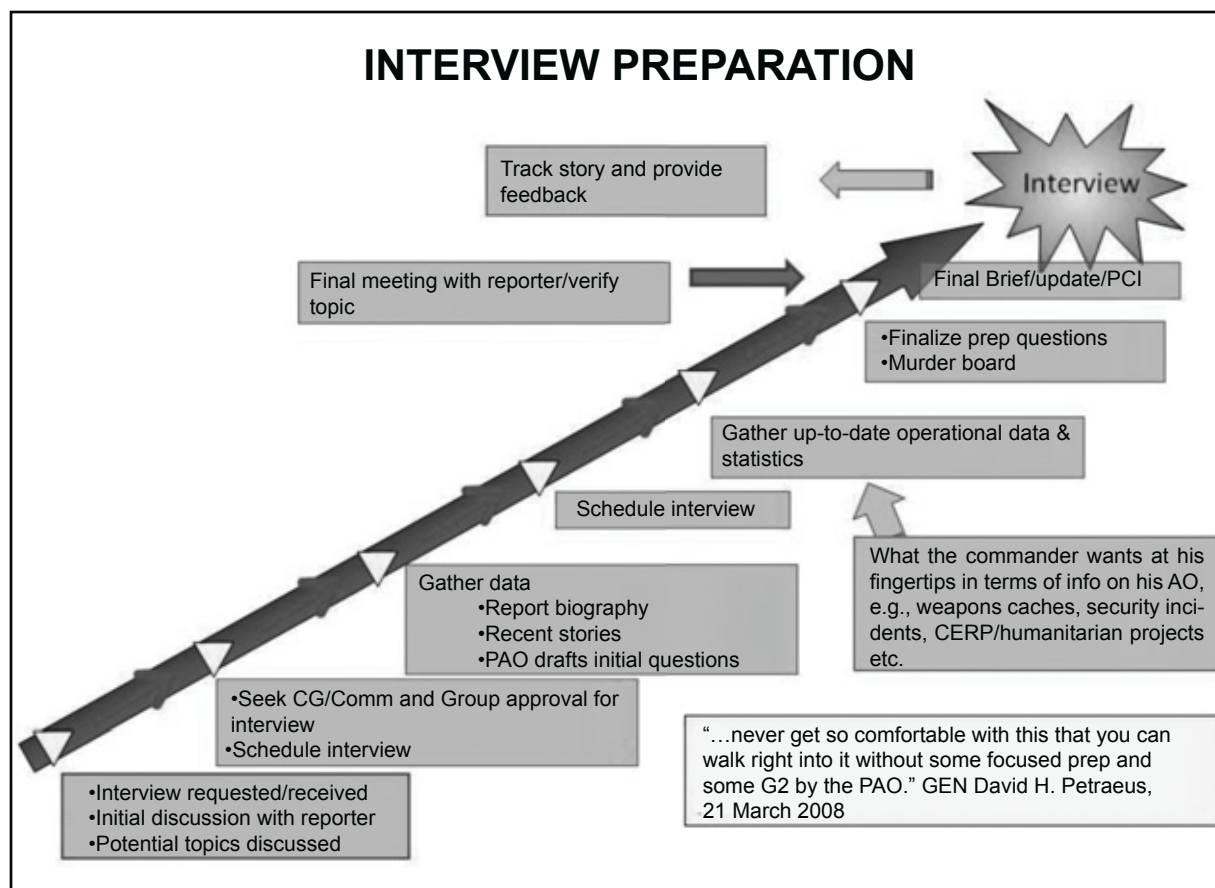 INTERVIEW PREPARATION
Interview
Track story and provide
feedback
Final meeting with reporter/verify
topic
Final Brief/update/PCI
•Finalize prep questions
•Murder board
Gather up-to-date operational data &
statistics
Schedule interview
What the commander wants at his
fingertips in terms of info on his AO,
e.g., weapons caches, security inci-
dents, CERP/humanitarian projects
etc.
Gather data
•Report biography
•Recent stories
•PAO drafts initial questions
•Seek CG/Comm and Group approval for
interview
•Schedule interview
•Interview requested/received
•Initial discussion with reporter
•Potential topics discussed
“…never get so comfortable with this that you can
walk right into it without some focused prep and
some G2 by the PAO.” GEN David H. Petraeus,
21 March 2008